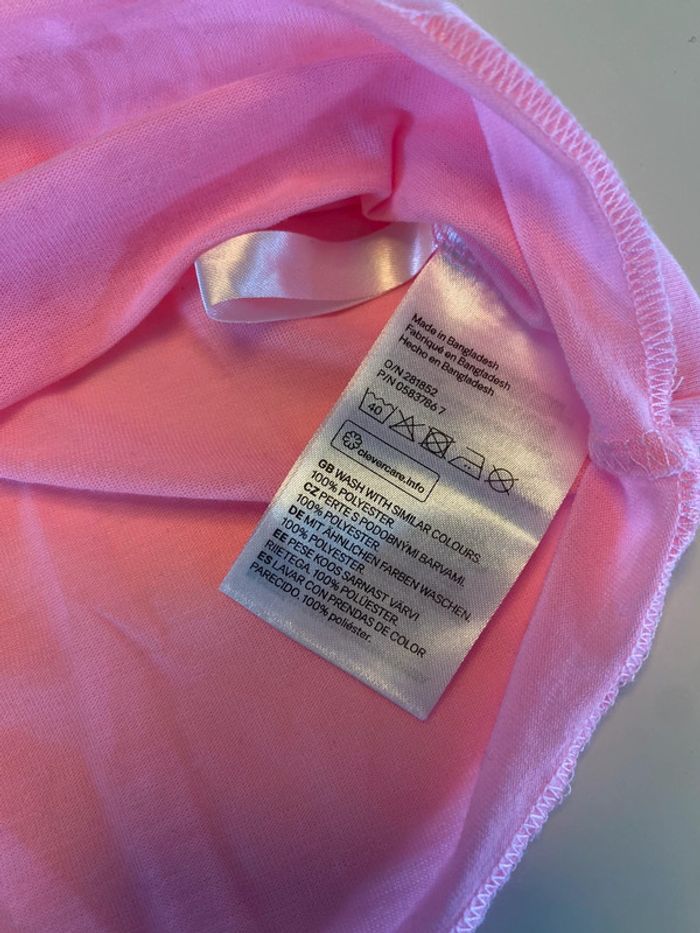 Made in Bangladesh
Fabriqué en Bangladesh
Hecho en Bangladesh
O/N 281852
P/N 0583786 7
40
clevercare.info
GB WASH WITH SIMILAR COLOURS.
100% POLYESTER
CZ PERTE S PODOBNÝMI BARVAMI.
100% POLYESTER
DE MIT ÄHNLICHEN FARBEN WASCHEN.
100% POLYESTER
EE PESE KOOS SARNAST VÄRVI
RIIETEGA. 100% POLÜESTER
ES LAVAR CON PRENDAS DE COLOR
PARECIDO. 100% poliéster.